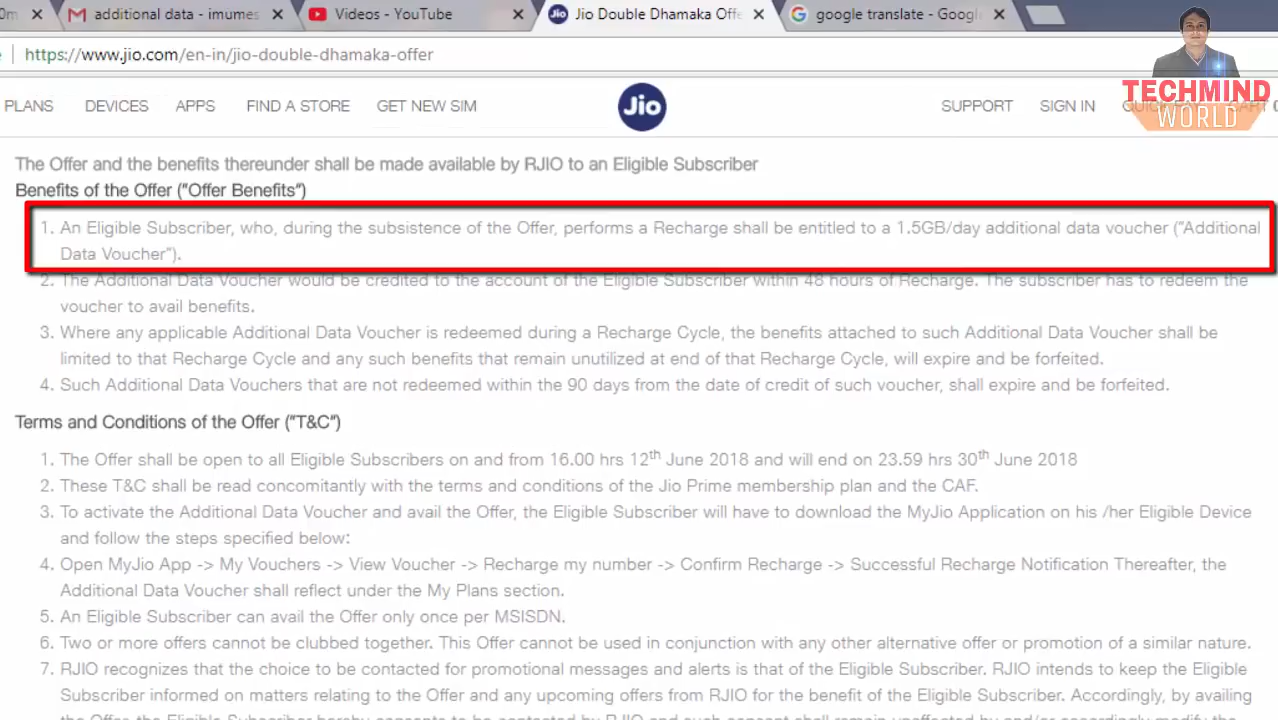 0m
additional data - imumes
Videos - YouTube
Jio Double Dhamaka Offe
google translate - Googl
https://www.jio.com/en-in/jio-double-dhamaka-offer
PLANS DEVICES APPS FIND A STORE GET NEW SIM Jio SUPPORT SIGN IN QUICK PAY CART
TECHMIND
WORLD
The Offer and the benefits thereunder shall be made available by RJIO to an Eligible Subscriber
Benefits of the Offer ("Offer Benefits")
1. An Eligible Subscriber, who, during the subsistence of the Offer, performs a Recharge shall be entitled to a 1.5GB/day additional data voucher ("Additional
Data Voucher").
2. The Additional Data Voucher would be credited to the account of the Eligible Subscriber within 48 hours of Recharge. The subscriber has to redeem the
voucher to avail benefits.
3. Where any applicable Additional Data Voucher is redeemed during a Recharge Cycle, the benefits attached to such Additional Data Voucher shall be
limited to that Recharge Cycle and any such benefits that remain unutilized at end of that Recharge Cycle, will expire and be forfeited.
4. Such Additional Data Vouchers that are not redeemed within the 90 days from the date of credit of such voucher, shall expire and be forfeited.
Terms and Conditions of the Offer ("T&C")
1. The Offer shall be open to all Eligible Subscribers on and from 16.00 hrs 12th June 2018 and will end on 23.59 hrs 30th June 2018
2. These T&C shall be read concomitantly with the terms and conditions of the Jio Prime membership plan and the CAF.
3. To activate the Additional Data Voucher and avail the Offer, the Eligible Subscriber will have to download the MyJio Application on his /her Eligible Device
and follow the steps specified below:
4. Open MyJio App -> My Vouchers -> View Voucher -> Recharge my number -> Confirm Recharge -> Successful Recharge Notification Thereafter, the
Additional Data Voucher shall reflect under the My Plans section.
5. An Eligible Subscriber can avail the Offer only once per MSISDN.
6. Two or more offers cannot be clubbed together. This Offer cannot be used in conjunction with any other alternative offer or promotion of a similar nature.
7. RJIO recognizes that the choice to be contacted for promotional messages and alerts is that of the Eligible Subscriber. RJIO intends to keep the Eligible
Subscriber informed on matters relating to the Offer and any upcoming offers from RJIO for the benefit of the Eligible Subscriber. Accordingly, by availing